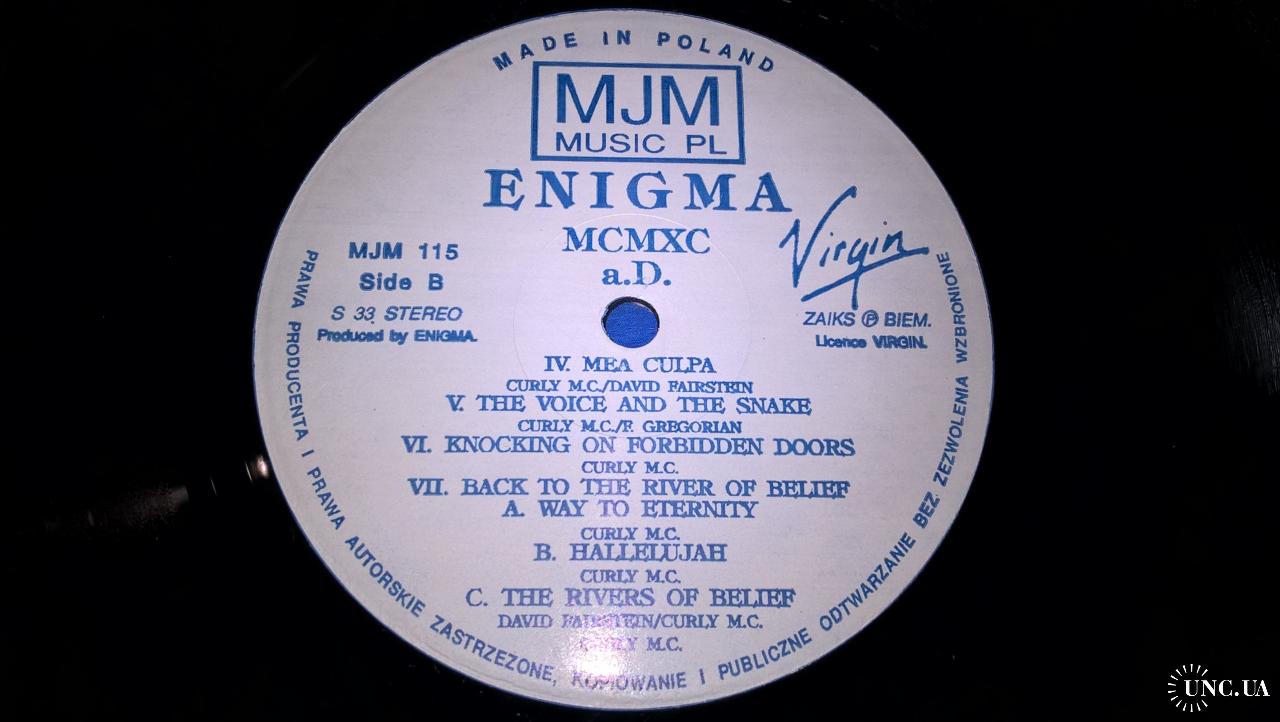 MADE IN POLAND
MJM
MUSIC PL
ENIGMA
MCMXC
a.D.
Virgin
MJM 115
Side B
S 33 STEREO
Produced by ENIGMA.
ZAIKS Ⓟ BIEM.
Licence VIRGIN.
IV. MEA CULPA
CURLY M.C./DAVID FAIRSTEIN
V. THE VOICE AND THE SNAKE
CURLY M.C./F. GREGORIAN
VI. KNOCKING ON FORBIDDEN DOORS
CURLY M.C.
VII. BACK TO THE RIVER OF BELIEF
A. WAY TO ETERNITY
CURLY M.C.
B. HALLELUJAH
CURLY M.C.
C. THE RIVERS OF BELIEF
DAVID FAIRSTEIN/CURLY M.C.
CURLY M.C.
PRAWA PRODUCENTA I PRAWA AUTORSKIE ZASTRZEZONE, KOPIOWANIE I PUBLICZNE ODTWARZANIE BEZ ZEZWOLENIA WZBRONIONE
UNC.UA